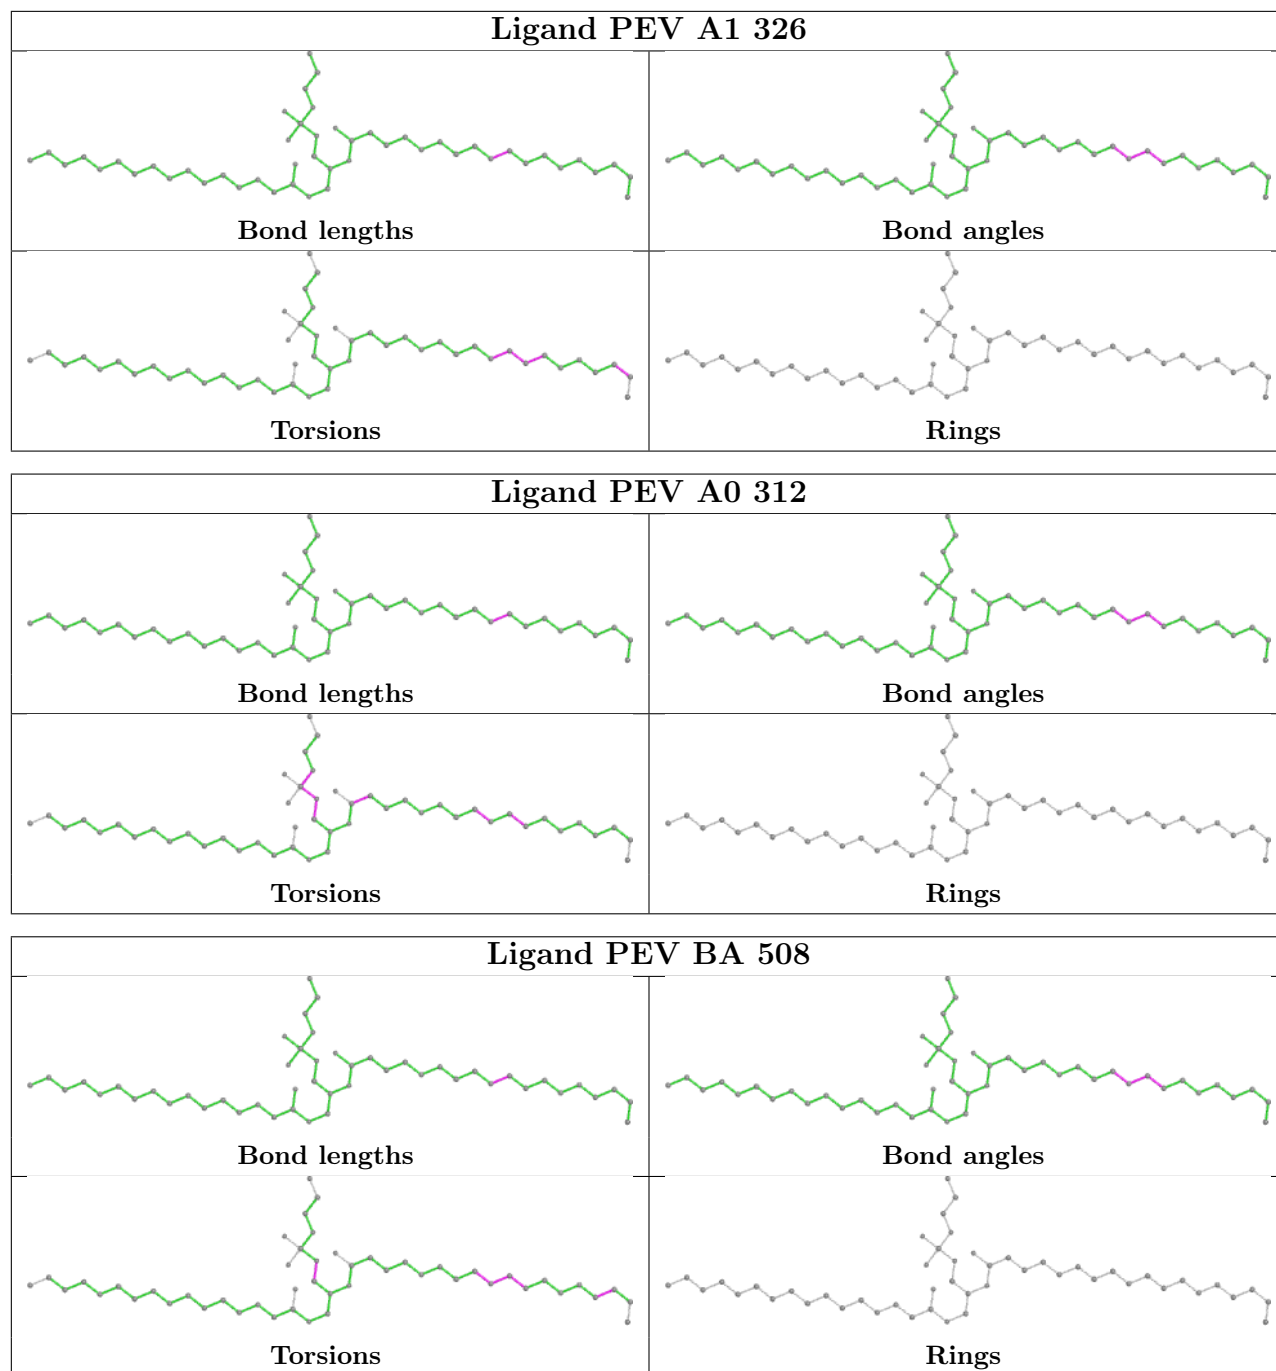 Ligand PEV A1 326
Bond lengths
Bond angles
Torsions
Rings
Ligand PEV A0 312
Bond lengths
Bond angles
Torsions
Rings
Ligand PEV BA 508
Bond lengths
Bond angles
Torsions
Rings